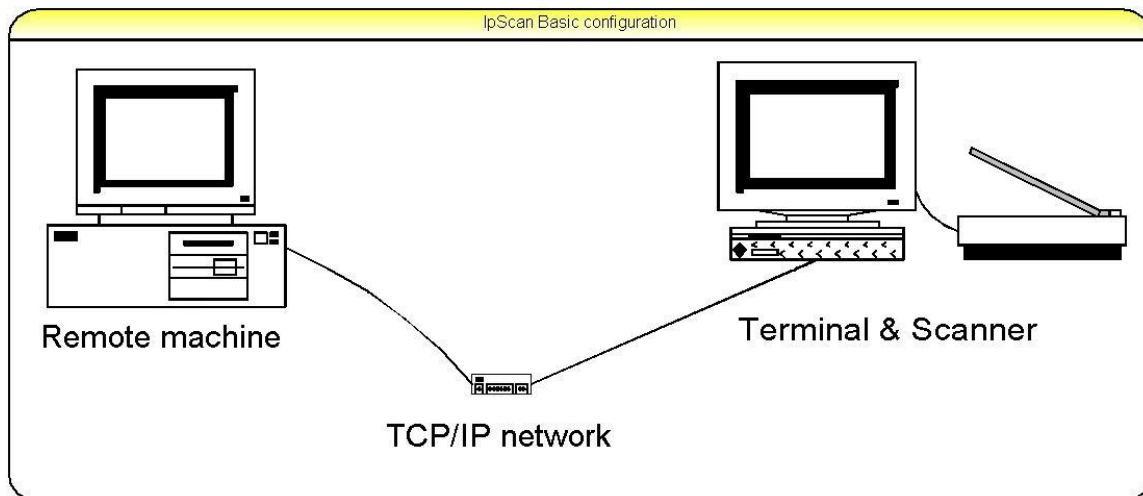 IpScan Basic configuration
Remote machine
Terminal & Scanner
TCP/IP network